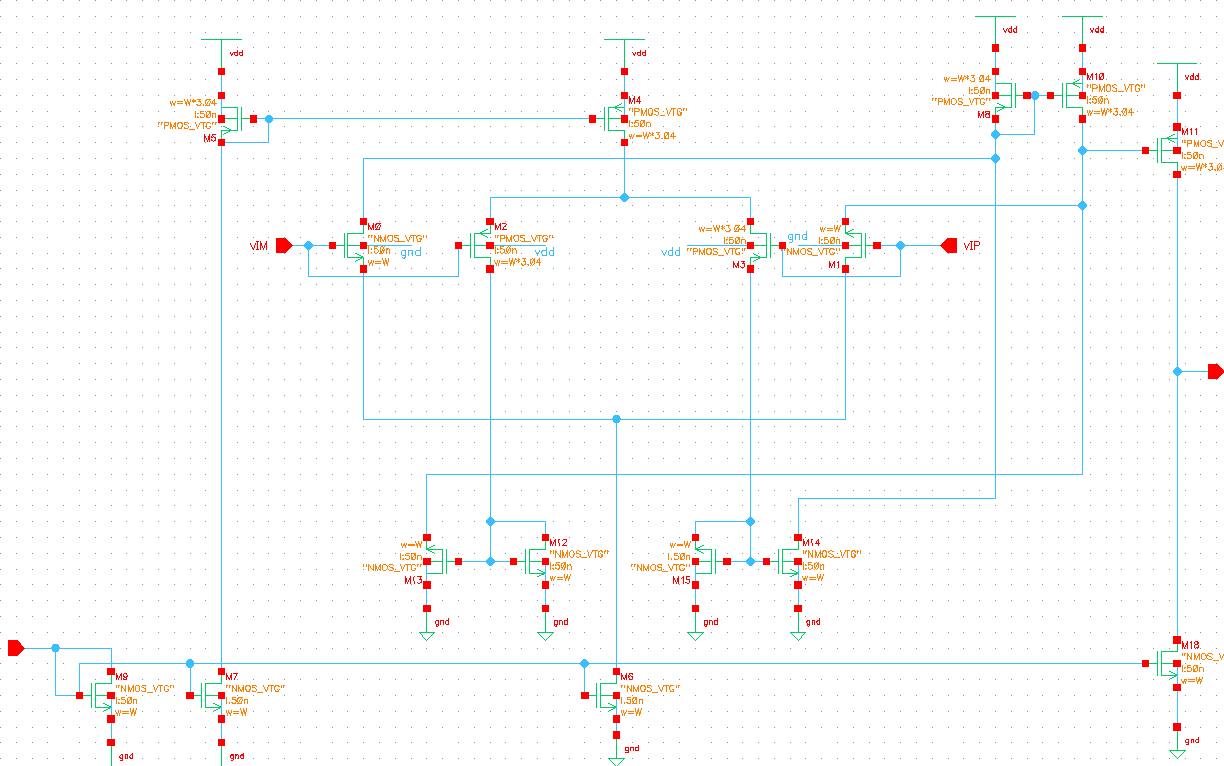 vdd
vdd
vdd
vdd
vdd
w=W*3.04
l:50n
"PMOS_VTG"
M5
M4
"PMOS_VTG"
l:50n
w=W*3.04
w=W*3.04
l:50n
"PMOS_VTG"
M8
M10
"PMOS_VTG"
l:50n
w=W*3.04
M11
"PMOS_V
l:50n
w=W*3.0
vIM
M0
"NMOS_VTG"
l:50n
w=W
gnd
M2
"PMOS_VTG"
l:50n
w=W*3.04
vdd
vdd
w=W*3.04
l:50n
"PMOS_VTG"
M3
gnd
w=W
l:50n
"NMOS_VTG"
M1
vIP
w=W
l:50n
"NMOS_VTG"
M13
M12
"NMOS_VTG"
l:50n
w=W
w=W
l:50n
"NMOS_VTG"
M15
M14
"NMOS_VTG"
l:50n
w=W
gnd
gnd
gnd
gnd
M9
"NMOS_VTG"
l:50n
w=W
gnd
M7
"NMOS_VTG"
l:50n
w=W
gnd
M6
"NMOS_VTG"
l:50n
w=W
gnd
M18
"NMOS_V
l:50n
w=W
gnd